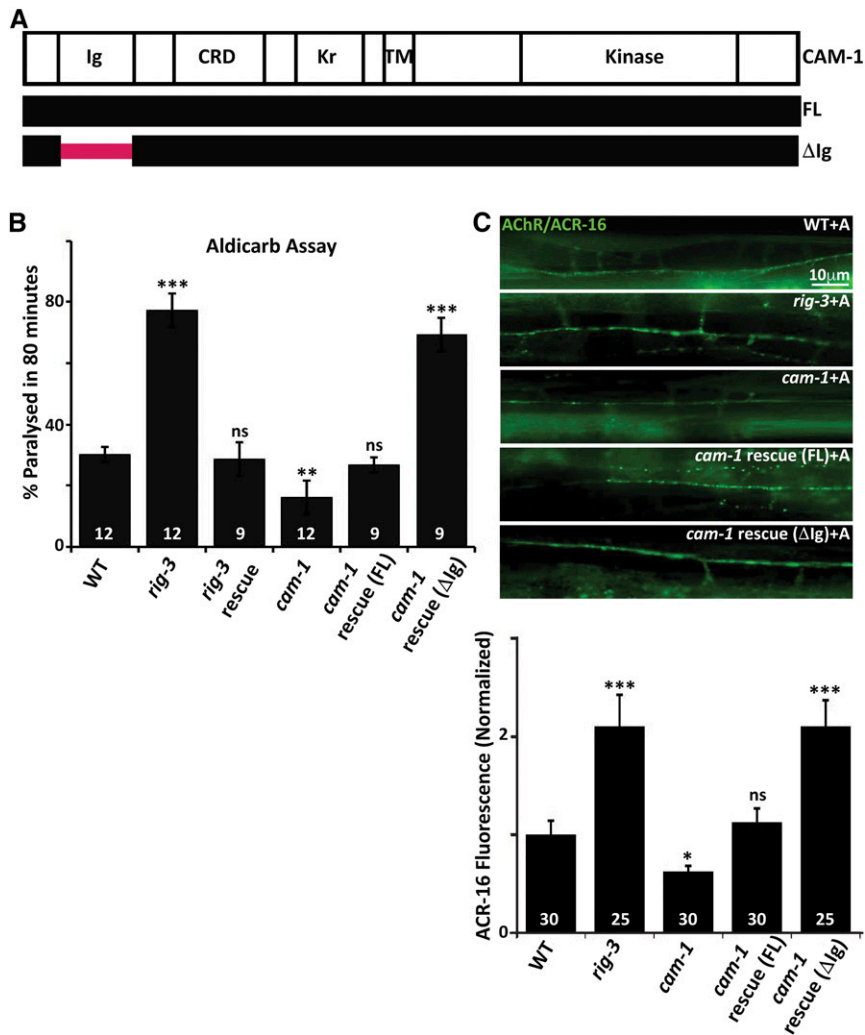 A
Ig CRD Kr TM Kinase CAM-1
FL
ΔIg
B
Aldicarb Assay
% Paralysed in 80 minutes
80
40
0
***
ns
**
ns
***
12 12 9 12 9 9
WT
rig-3
rig-3 rescue
cam-1
cam-1 rescue (FL)
cam-1 rescue (ΔIg)
C
AChR/ACR-16 WT+A
10μm
rig-3+A
cam-1+A
cam-1 rescue (FL)+A
cam-1 rescue (ΔIg)+A
ACR-16 Fluorescence (Normalized)
2
1
0
***
*
ns
***
30 25 30 30 25
WT
rig-3
cam-1
cam-1 rescue (FL)
cam-1 rescue (ΔIg)